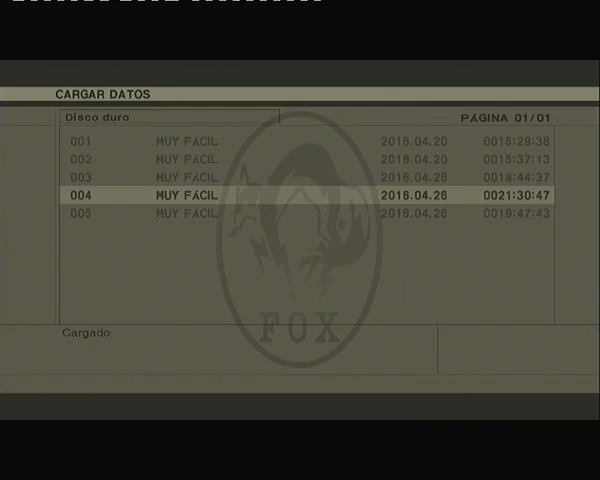 CARGAR DATOS
Disco duro PÁGINA 01/01
001 MUY FÁCIL 2016.04.20 0015:29:38
002 MUY FÁCIL 2016.04.20 0015:37:13
003 MUY FÁCIL 2016.04.26 0019:44:37
004 MUY FÁCIL 2016.04.26 0021:30:47
005 MUY FÁCIL 2016.04.28 0019:47:43
FOX
Cargado